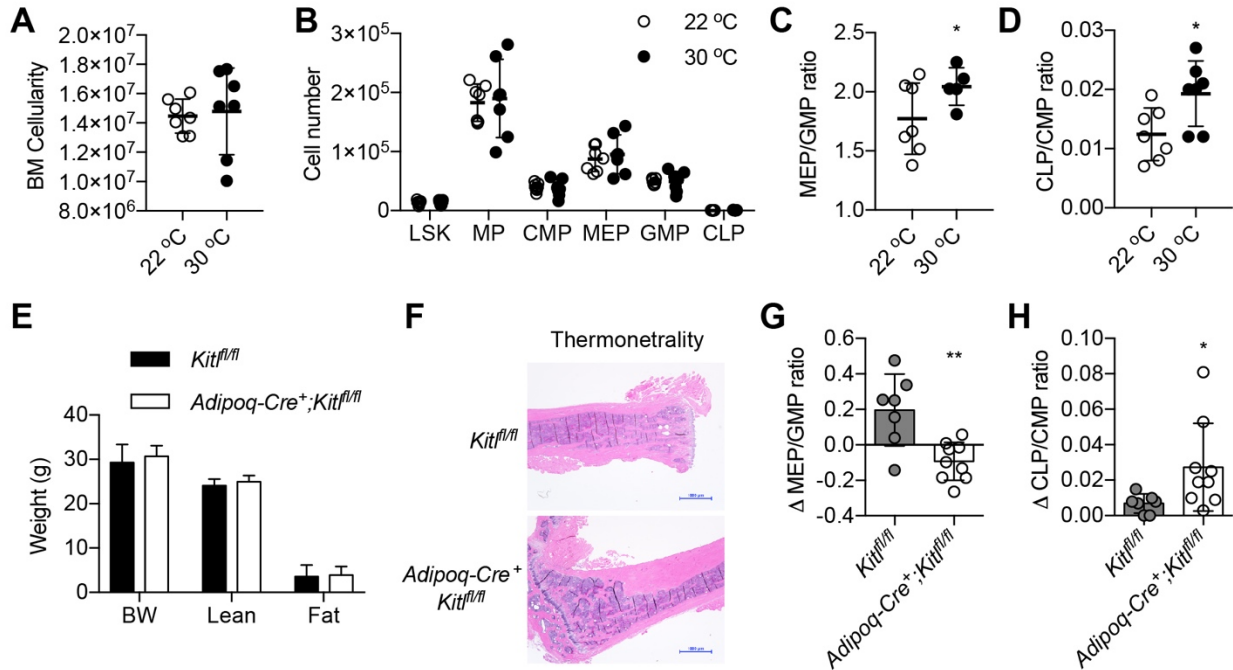 A
2.0×10⁷
1.8×10⁷
1.6×10⁷
1.4×10⁷
1.2×10⁷
1.0×10⁷
8.0×10⁶
BM Cellularity
22 ºC
30 ºC
B
22 ºC
30 ºC
3×10⁵
2×10⁵
1×10⁵
0
Cell number
LSK MP CMP MEP GMP CLP
C
*
2.5
2.0
1.5
1.0
MEP/GMP ratio
22 ºC
30 ºC
D
*
0.03
0.02
0.01
0.00
CLP/CMP ratio
22 ºC
30 ºC
E
Kitlfl/fl
Adipoq-Cre⁺;Kitlfl/fl
40
30
20
10
0
Weight (g)
BW Lean Fat
F
Thermonetrality
Kitlfl/fl
Adipoq-Cre⁺
Kitlfl/fl
G
**
0.6
0.4
0.2
0.0
-0.2
-0.4
Δ MEP/GMP ratio
Kitlfl/fl
Adipoq-Cre⁺;Kitlfl/fl
H
*
0.10
0.08
0.06
0.04
0.02
0.00
Δ CLP/CMP ratio
Kitlfl/fl
Adipoq-Cre⁺;Kitlfl/fl